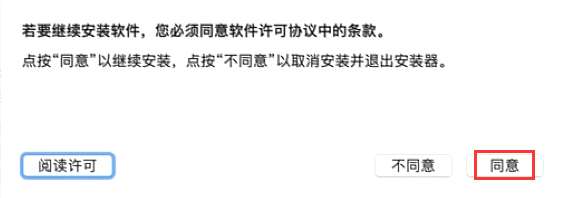 若要继续安装软件，您必须同意软件许可协议中的条款。
点按“同意”以继续安装，点按“不同意”以取消安装并退出安装器。
阅读许可 不同意 同意